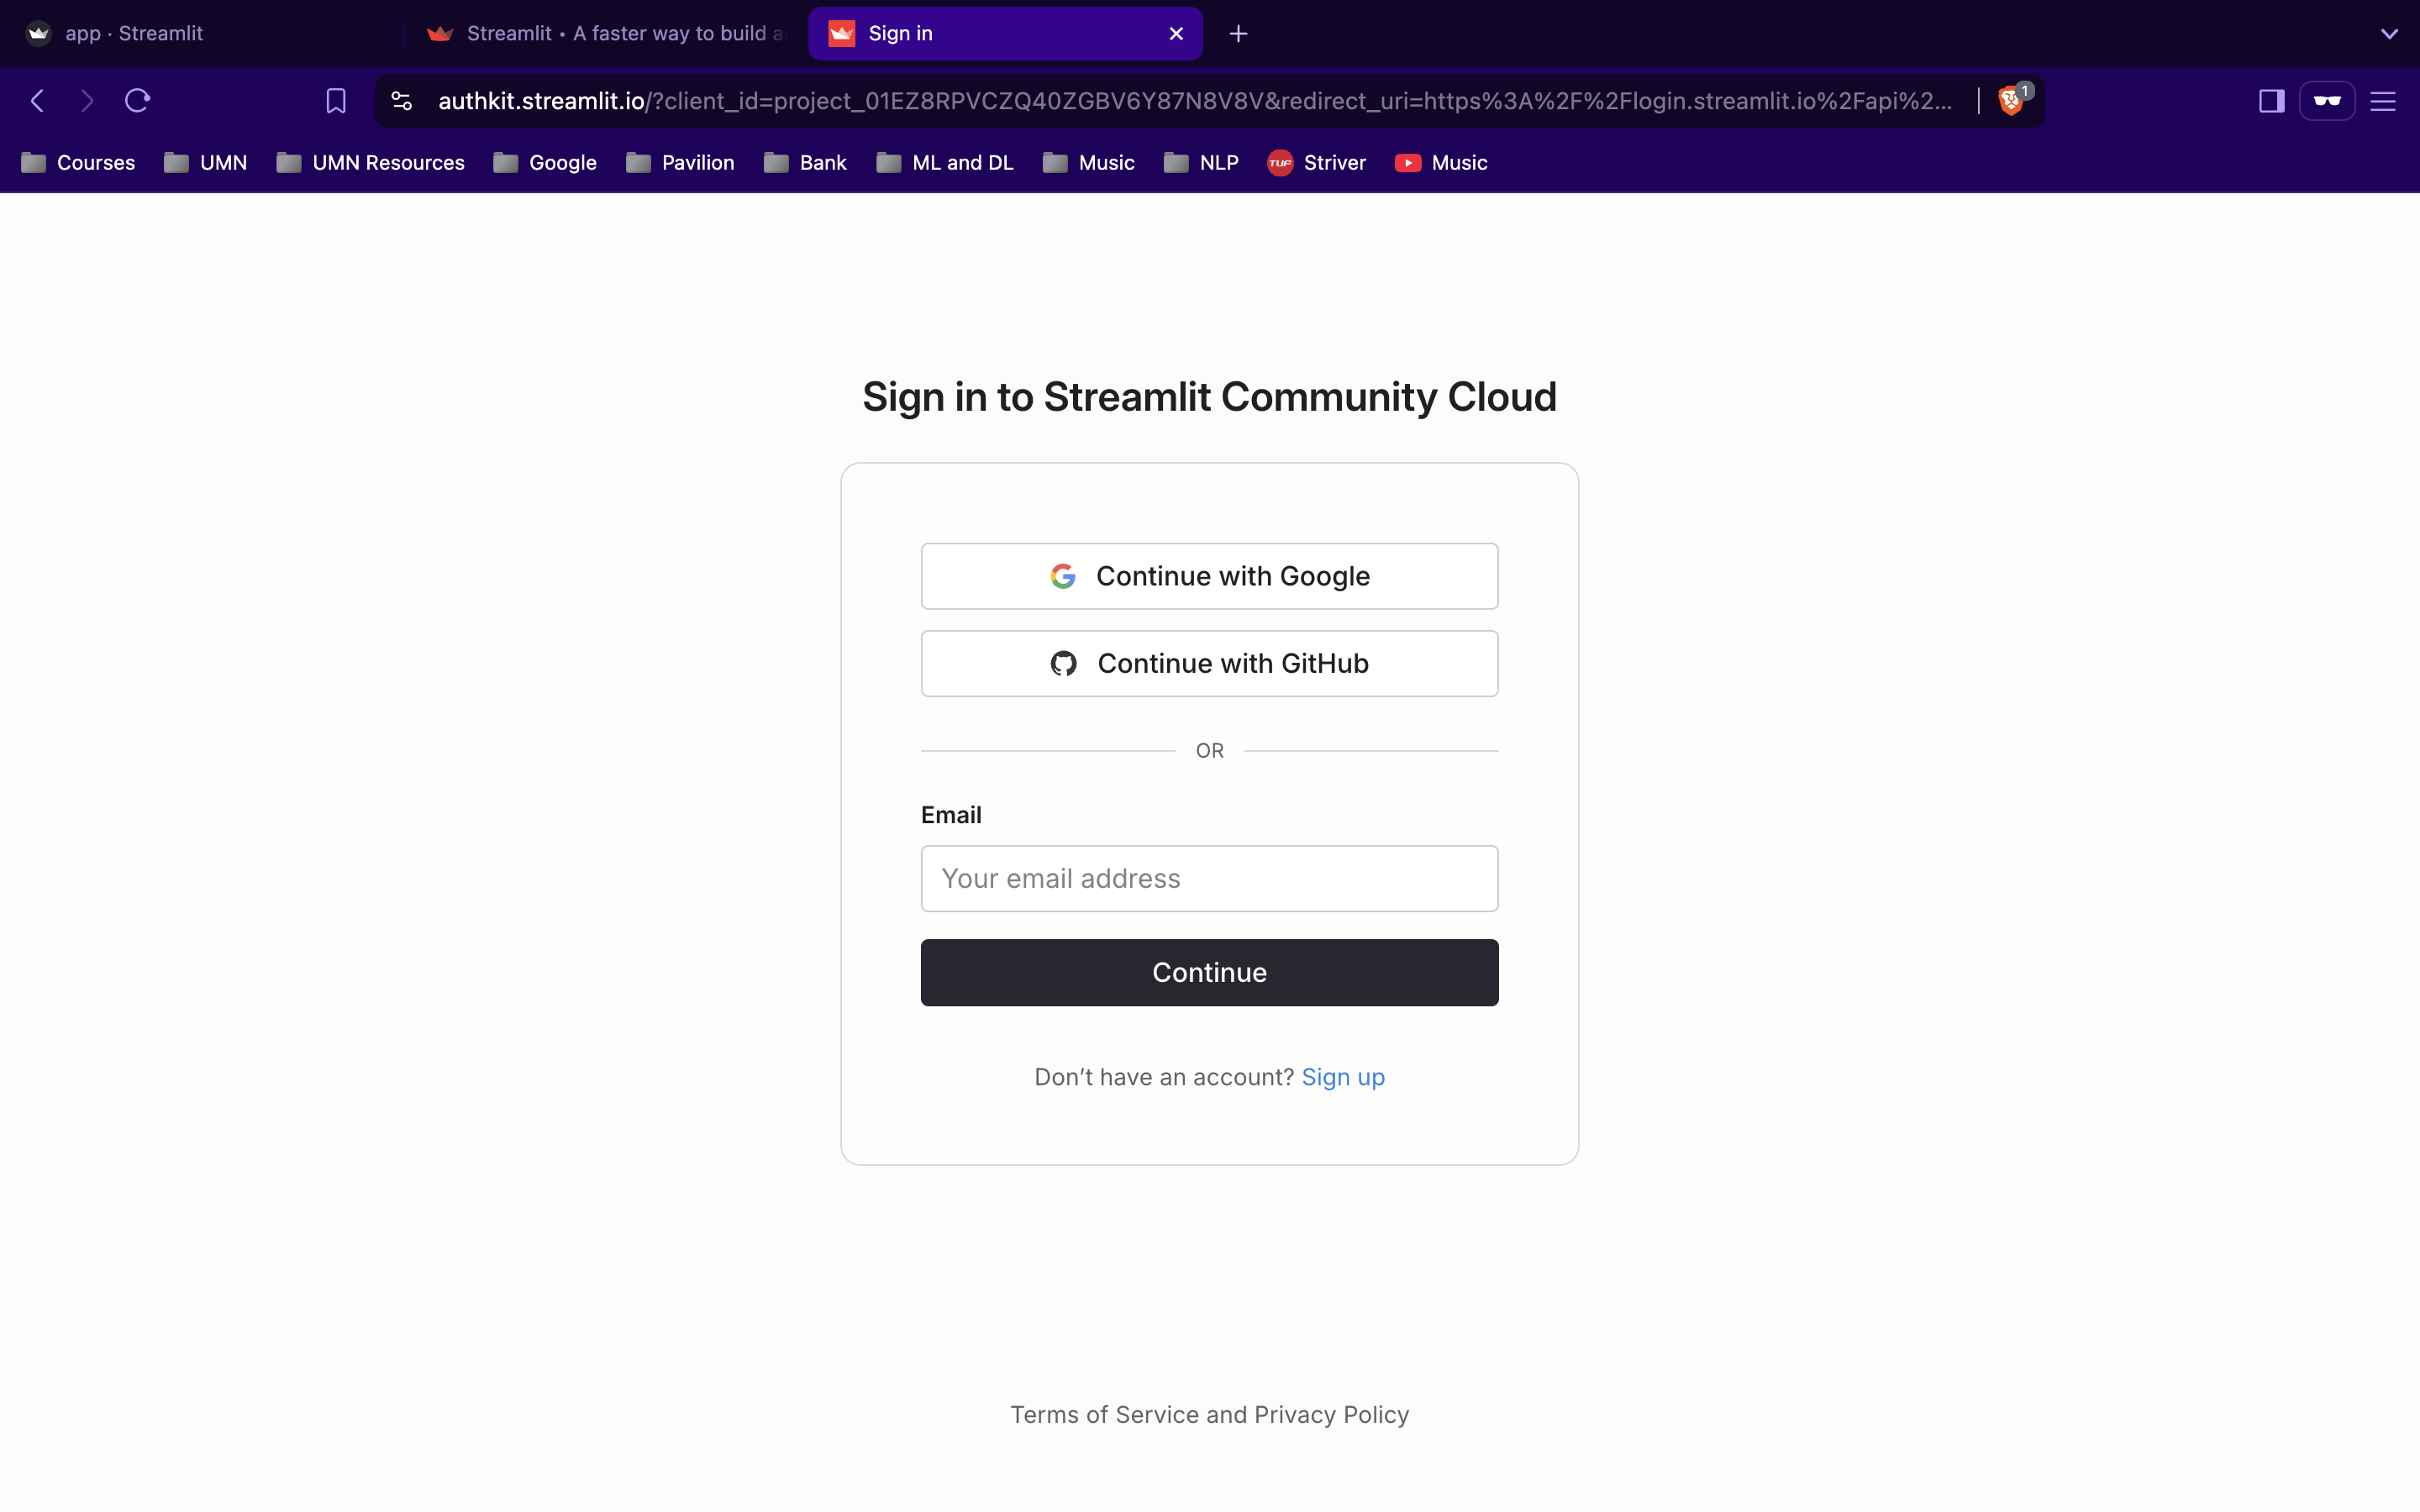 app · Streamlit
Streamlit • A faster way to build a
Sign in
authkit.streamlit.io/?client_id=project_01EZ8RPVCZQ40ZGBV6Y87N8V8V&redirect_uri=https%3A%2F%2Flogin.streamlit.io%2Fapi%2...
1
Courses
UMN
UMN Resources
Google
Pavilion
Bank
ML and DL
Music
NLP
TUF
Striver
Music
Sign in to Streamlit Community Cloud
Continue with Google
Continue with GitHub
OR
Email
Your email address
Continue
Don’t have an account? Sign up
Terms of Service and Privacy Policy